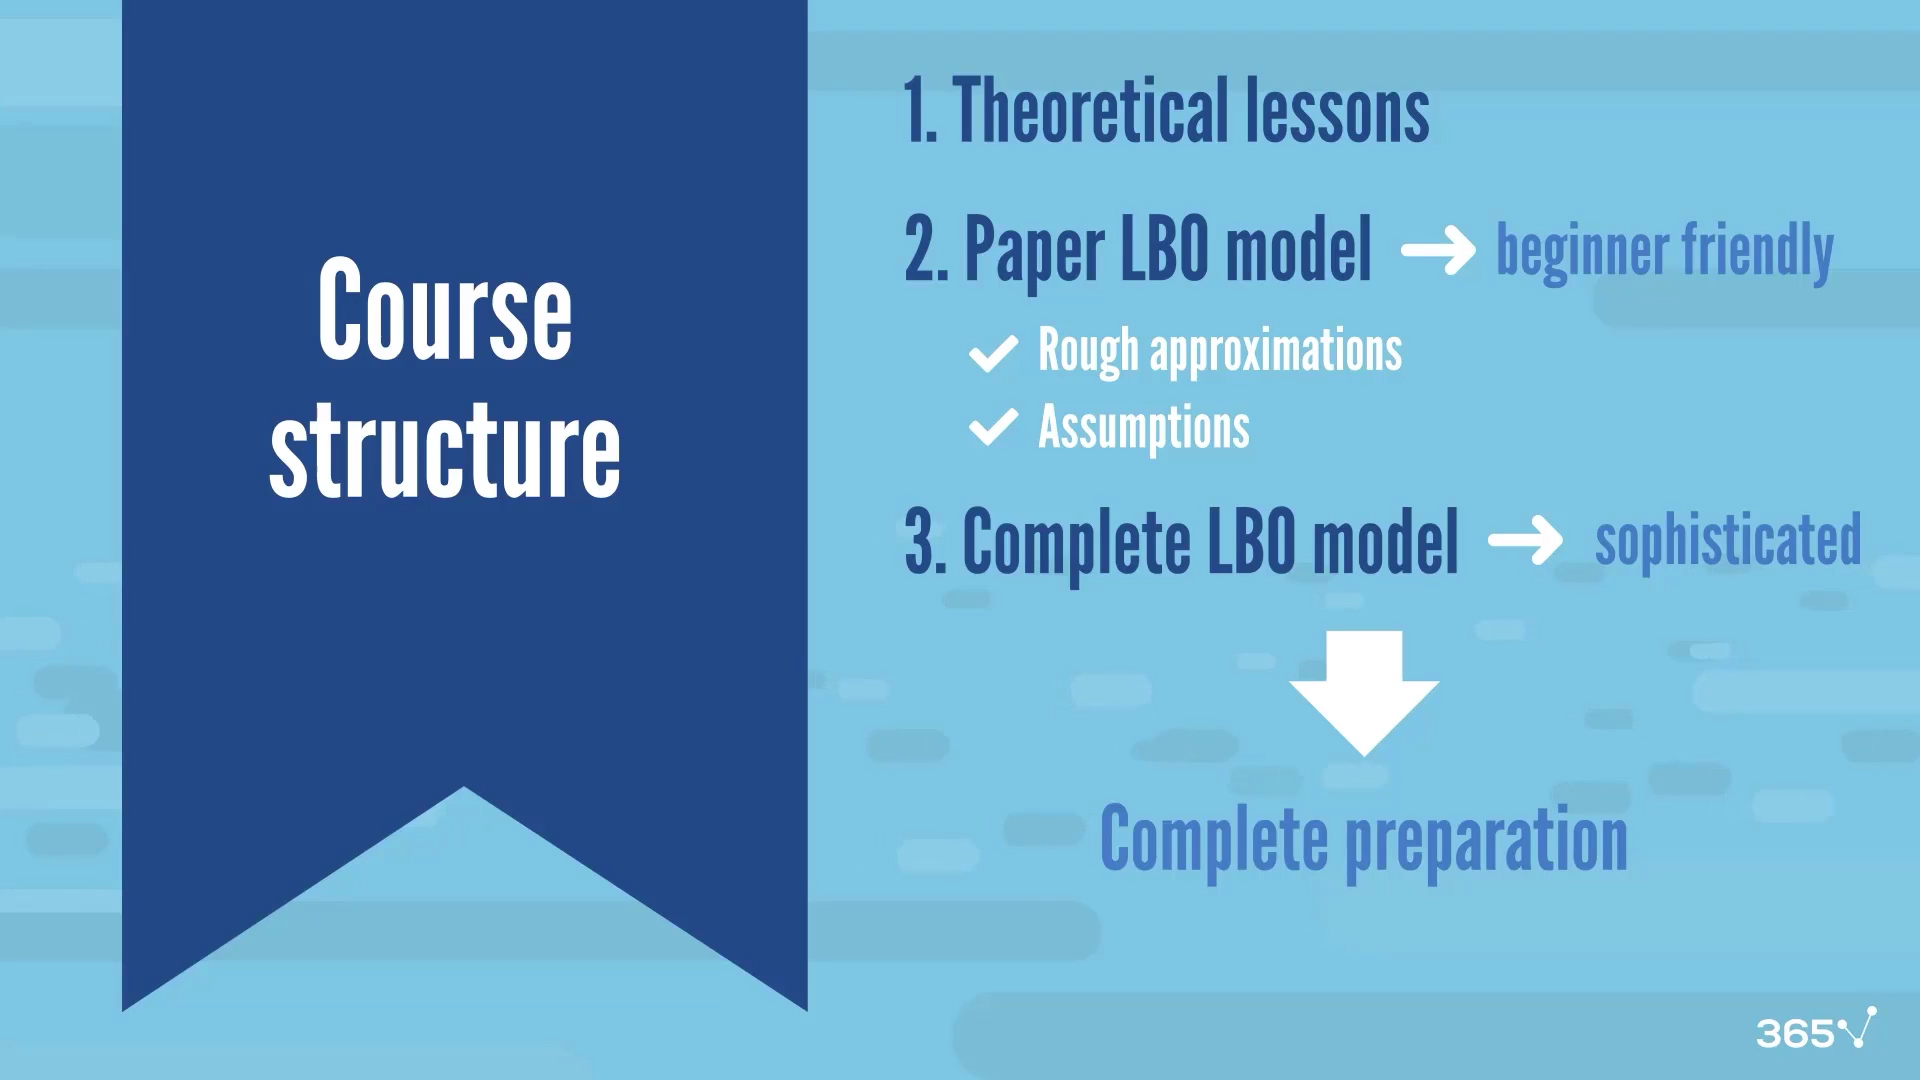 Course
structure
1. Theoretical lessons
2. Paper LBO model → beginner friendly
✓ Rough approximations
✓ Assumptions
3. Complete LBO model → sophisticated
Complete preparation
365